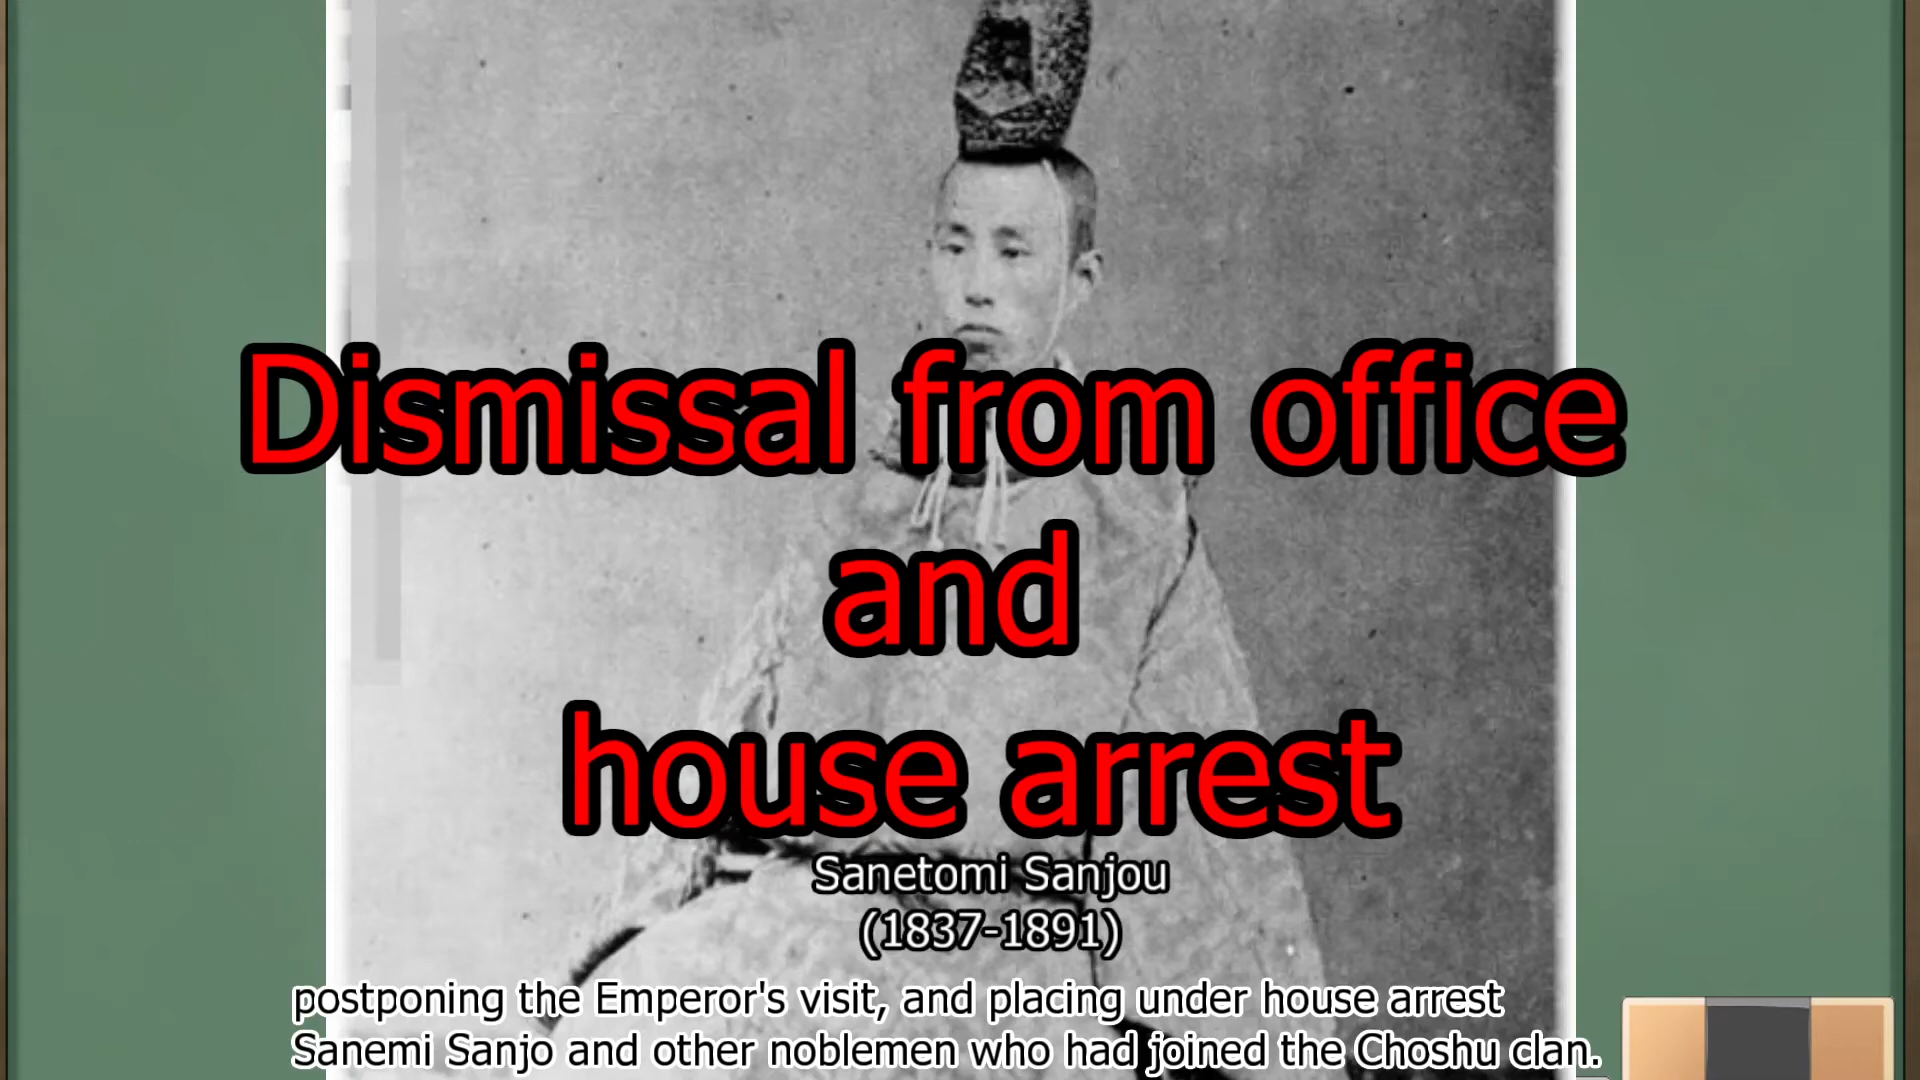 Dismissal from office
and
house arrest
Sanetomi Sanjou
(1837-1891)
postponing the Emperor's visit, and placing under house arrest
Sanemi Sanjo and other noblemen who had joined the Choshu clan.